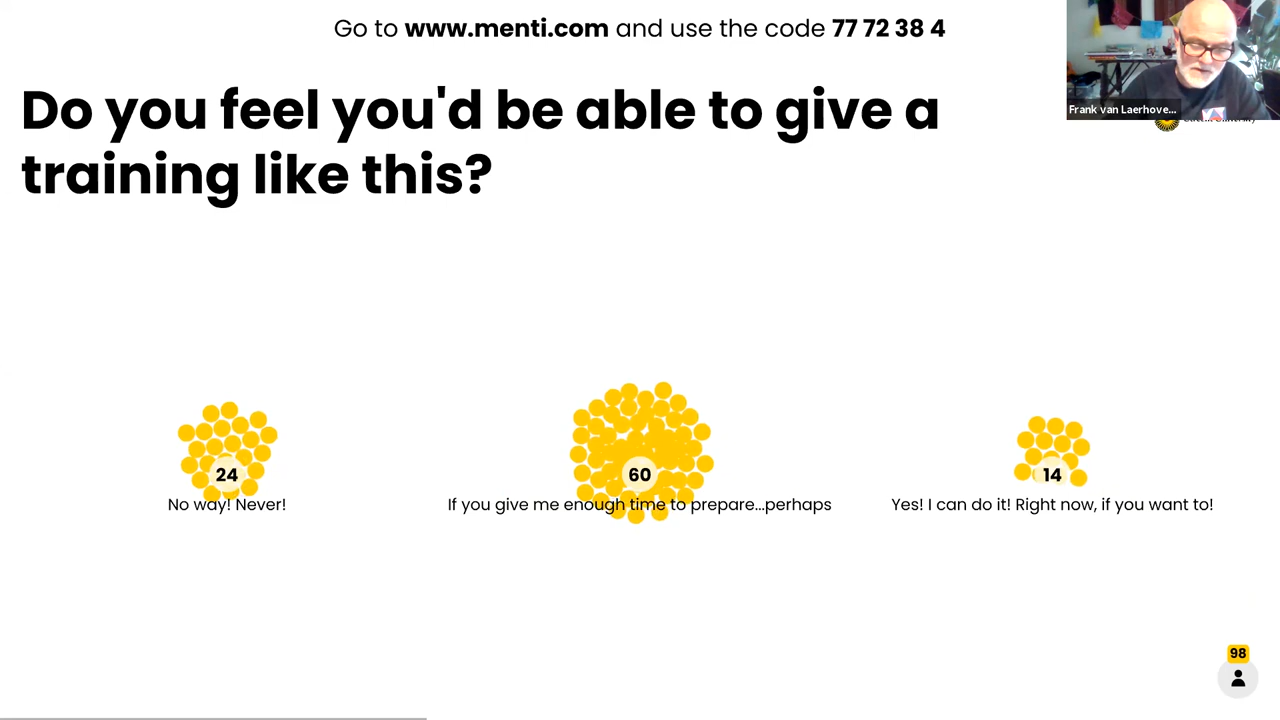 Go to www.menti.com and use the code 77 72 38 4
Frank van Laerhove...
Do you feel you'd be able to give a
training like this?
24
60
14
No way! Never!
If you give me enough time to prepare...perhaps
Yes! I can do it! Right now, if you want to!
98